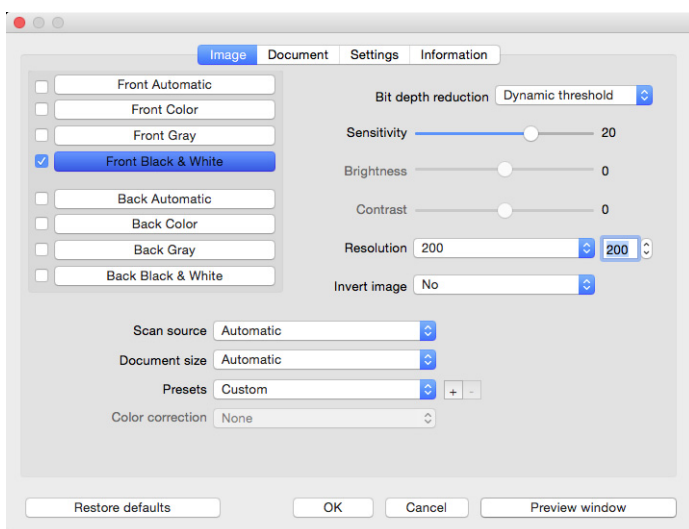 Image Document Settings Information
Front Automatic
Front Color
Front Gray
Front Black & White
Back Automatic
Back Color
Back Gray
Back Black & White
Bit depth reduction Dynamic threshold
Sensitivity 20
Brightness 0
Contrast 0
Resolution 200 200
Invert image No
Scan source Automatic
Document size Automatic
Presets Custom + -
Color correction None
Restore defaults OK Cancel Preview window